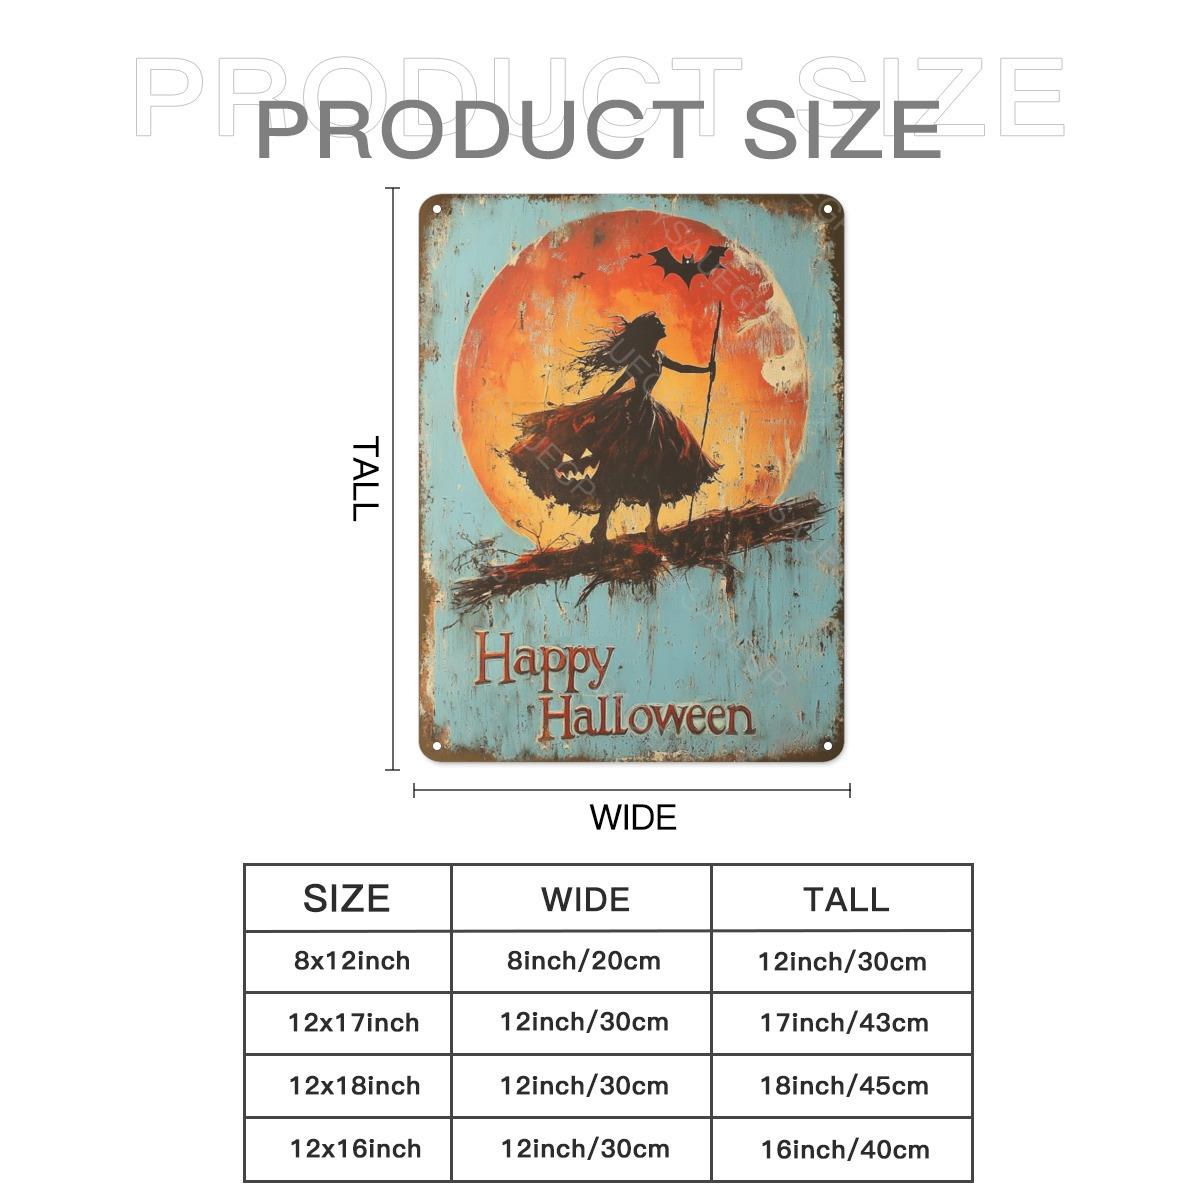 PRODUCT SIZE
PRODUCT SIZE
TALL
Happy
Halloween
WIDE
SIZE WIDE TALL
8x12inch 8inch/20cm 12inch/30cm
12x17inch 12inch/30cm 17inch/43cm
12x18inch 12inch/30cm 18inch/45cm
12x16inch 12inch/30cm 16inch/40cm